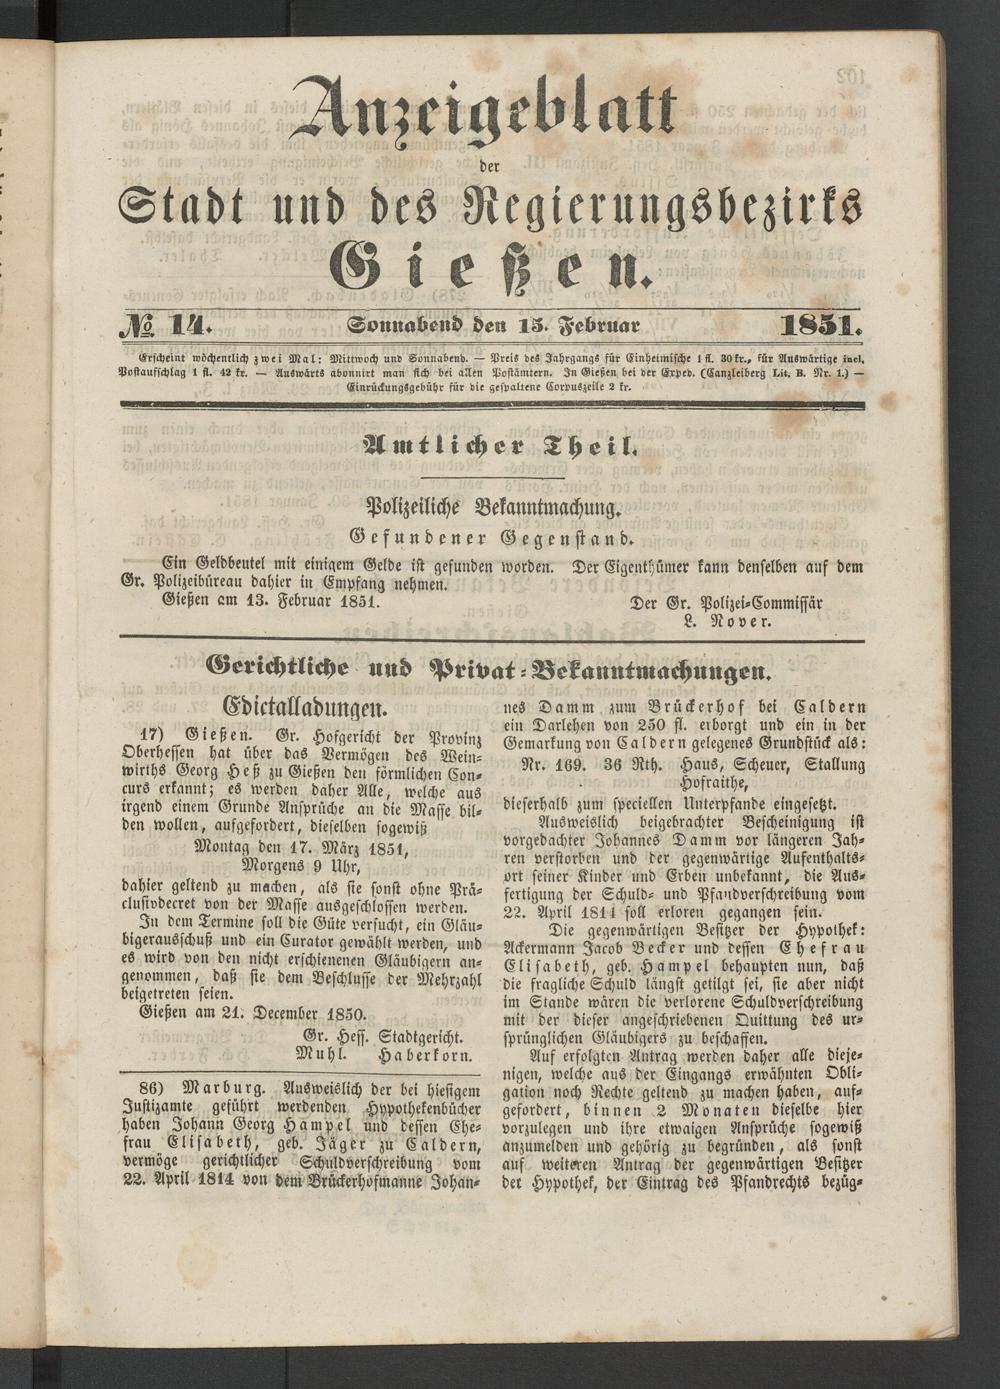 Anzeigeblatt
der
Stadt und des Regierungsbezirks
Gießen.
№ 14. Sonnabend den 15. Februar 1851.
Erscheint wöchentlich zwei Mal: Mittwoch und Sonnabend. — Preis des Jahrgangs für Einheimische 1 fl. 30 kr., für Auswärtige incl.
Postaufschlag 1 fl. 42 kr. — Auswärts abonnirt man sich bei allen Postämtern. In Gießen bei der Exped. (Canzleiberg Lit. B. Nr. 1.) —
Einrückungsgebühr für die gespaltene Corpuszeile 2 kr.
Amtlicher Theil.
Polizeiliche Bekanntmachung.
Gefundener Gegenstand.
Ein Geldbeutel mit einigem Gelde ist gefunden worden. Der Eigenthümer kann denselben auf dem
Gr. Polizeibüreau dahier in Empfang nehmen.
Gießen am 13. Februar 1851. Der Gr. Polizei-Commissär
L. Nover.
Gerichtliche und Privat-Bekanntmachungen.
Edictalladungen.
17) Gießen. Gr. Hofgericht der Provinz
Oberhessen hat über das Vermögen des Wein-
wirths Georg Heß zu Gießen den förmlichen Con-
curs erkannt; es werden daher Alle, welche aus
irgend einem Grunde Ansprüche an die Masse bil-
den wollen, aufgefordert, dieselben sogewiß
Montag den 17. März 1851,
Morgens 9 Uhr,
dahier geltend zu machen, als sie sonst ohne Prä-
clusivdecret von der Masse ausgeschlossen werden.
In dem Termine soll die Güte versucht, ein Gläu-
bigerausschuß und ein Curator gewählt werden, und
es wird von den nicht erschienenen Gläubigern an-
genommen, daß sie dem Beschlusse der Mehrzahl
beigetreten seien.
Gießen am 21. December 1850.
Gr. Hess. Stadtgericht.
Muhl. Haberkorn.
86) Marburg. Ausweislich der bei hiesigem
Justizamte geführt werdenden Hypothekenbücher
haben Johann Georg Hampel und dessen Ehe-
frau Elisabeth, geb. Jäger zu Caldern,
vermöge gerichtlicher Schuldverschreibung vom
22. April 1814 von dem Brückerhofmanne Johan-
nes Damm zum Brückerhof bei Caldern
ein Darlehen von 250 fl. erborgt und ein in der
Gemarkung von Caldern gelegenes Grundstück als:
Nr. 169. 36 Rth. Haus, Scheuer, Stallung
Hofraithe,
dieserhalb zum speciellen Unterpfande eingesetzt.
Ausweislich beigebrachter Bescheinigung ist
vorgedachter Johannes Damm vor längeren Jah-
ren verstorben und der gegenwärtige Aufenthalts-
ort seiner Kinder und Erben unbekannt, die Aus-
fertigung der Schuld- und Pfandverschreibung vom
22. April 1814 soll erloren gegangen sein.
Die gegenwärtigen Besitzer der Hypothek:
Ackermann Jacob Becker und dessen Ehefrau
Elisabeth, geb. Hampel behaupten nun, daß
die fragliche Schuld längst getilgt sei, sie aber nicht
im Stande wären die verlorene Schuldverschreibung
mit der dieser angeschriebenen Quittung des ur-
sprünglichen Gläubigers zu beschaffen.
Auf erfolgten Antrag werden daher alle dieje-
nigen, welche aus der Eingangs erwähnten Obli-
gation noch Rechte geltend zu machen haben, auf-
gefordert, binnen 2 Monaten dieselbe hier
vorzulegen und ihre etwaigen Ansprüche sogewiß
anzumelden und gehörig zu begründen, als sonst
auf weiteren Antrag der gegenwärtigen Besitzer
der Hypothek, der Eintrag des Pfandrechts bezüg-